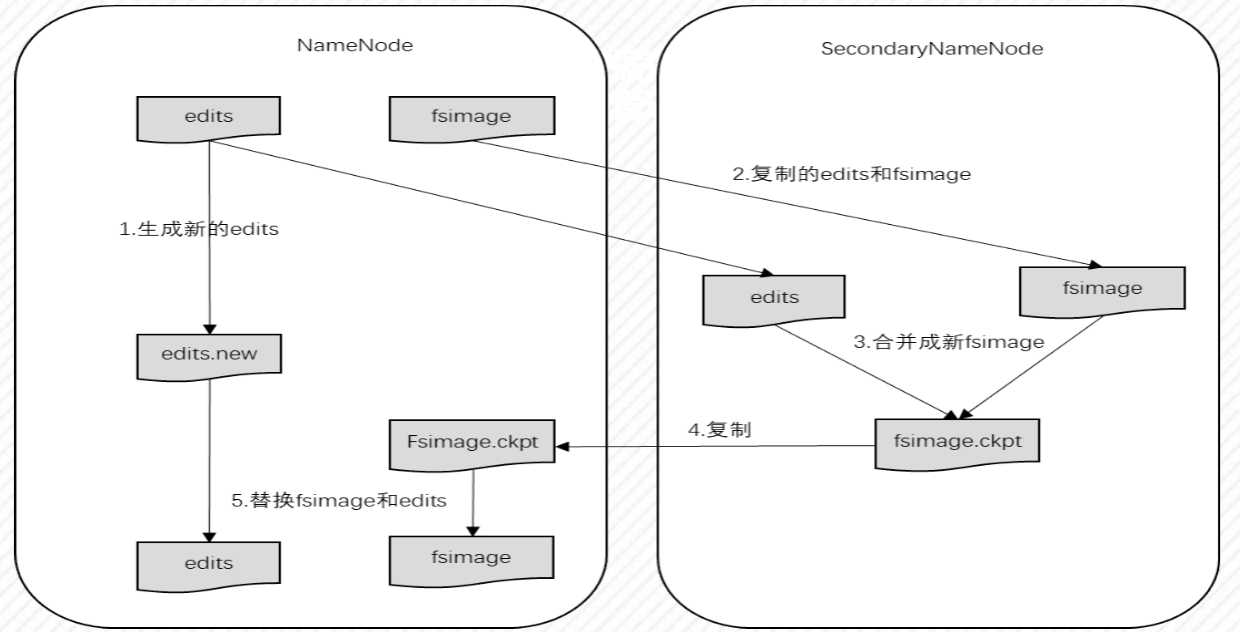 NameNode
SecondaryNameNode
edits
fsimage
2.复制的edits和fsimage
1.生成新的edits
edits
fsimage
3.合并成新fsimage
edits.new
Fsimage.ckpt
4.复制
fsimage.ckpt
5.替换fsimage和edits
edits
fsimage